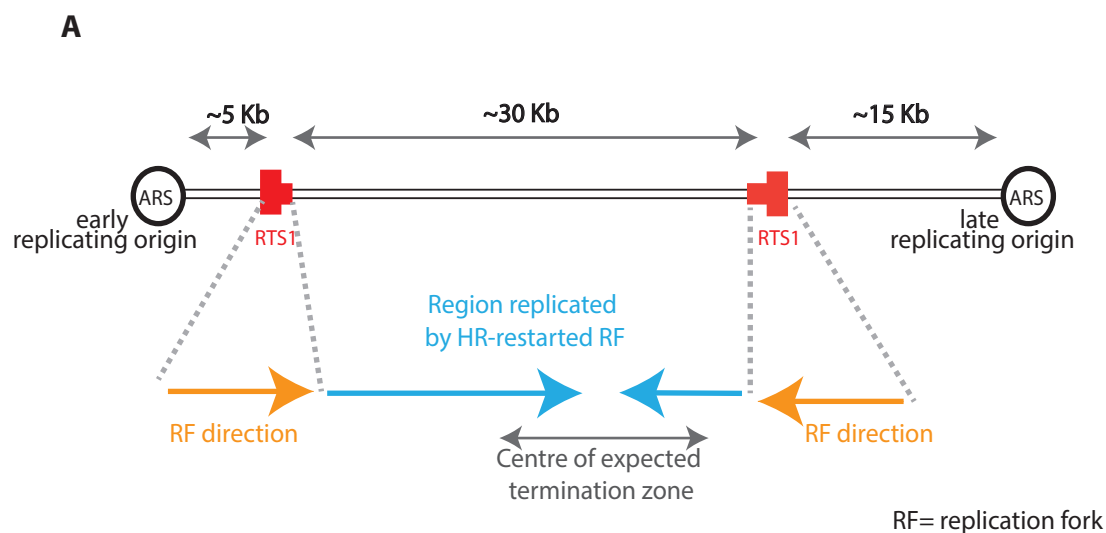 A
~5 Kb
~30 Kb
~15 Kb
ARS
ARS
early
replicating origin
RTS1
RTS1
late
replicating origin
Region replicated
by HR-restarted RF
RF direction
RF direction
Centre of expected
termination zone
RF= replication fork